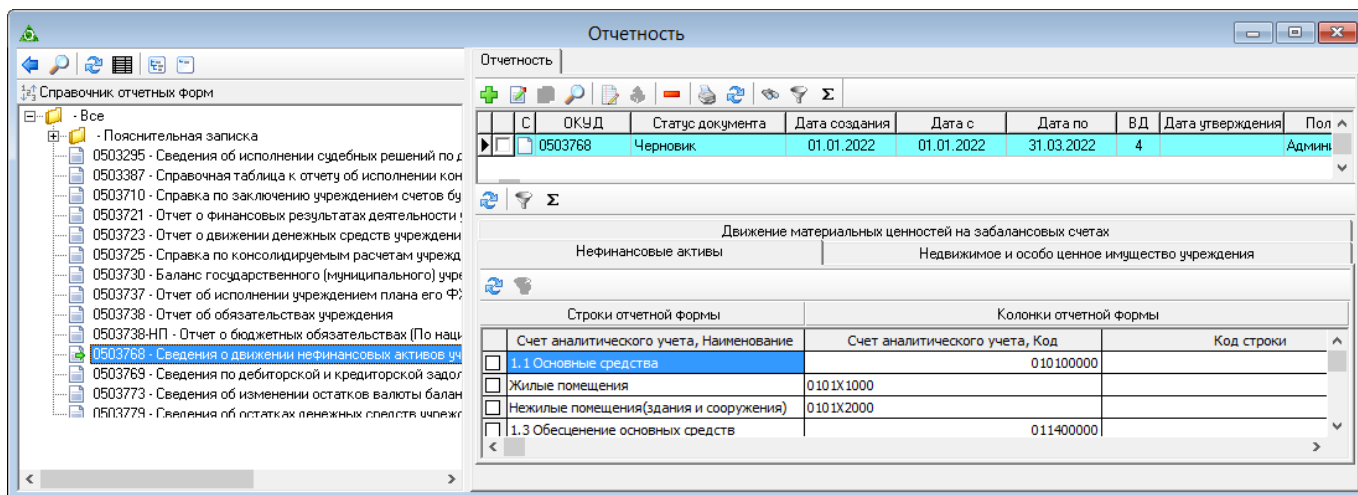 Отчетность
Справочник отчетных форм
- Все
- Пояснительная записка
0503295 - Сведения об исполнении судебных решений по д
0503387 - Справочная таблица к отчету об исполнении кон
0503710 - Справка по заключению учреждением счетов бу
0503721 - Отчет о финансовых результатах деятельности
0503723 - Отчет о движении денежных средств учреждени
0503725 - Справка по консолидируемым расчетам учрежд
0503730 - Баланс государственного (муниципального) учре
0503737 - Отчет об исполнении учреждением плана его ФХ
0503738 - Отчет об обязательствах учреждения
0503738-НП - Отчет о бюджетных обязательствах (По наци
0503768 - Сведения о движении нефинансовых активов уч
0503769 - Сведения по дебиторской и кредиторской задол
0503773 - Сведения об изменении остатков валюты балан
0503779 - Сведения об остатках денежных средств учрежд
Отчетность
С ОКУД Статус документа Дата создания Дата с Дата по ВД Дата утверждения Пол
0503768 Черновик 01.01.2022 01.01.2022 31.03.2022 4 Админи
Движение материальных ценностей на забалансовых счетах
Нефинансовые активы Недвижимое и особо ценное имущество учреждения
Строки отчетной формы Колонки отчетной формы
Счет аналитического учета, Наименование Счет аналитического учета, Код Код строки
1.1 Основные средства 010100000
Жилые помещения 0101X1000
Нежилые помещения(здания и сооружения) 0101X2000
1.3 Обесценение основных средств 011400000